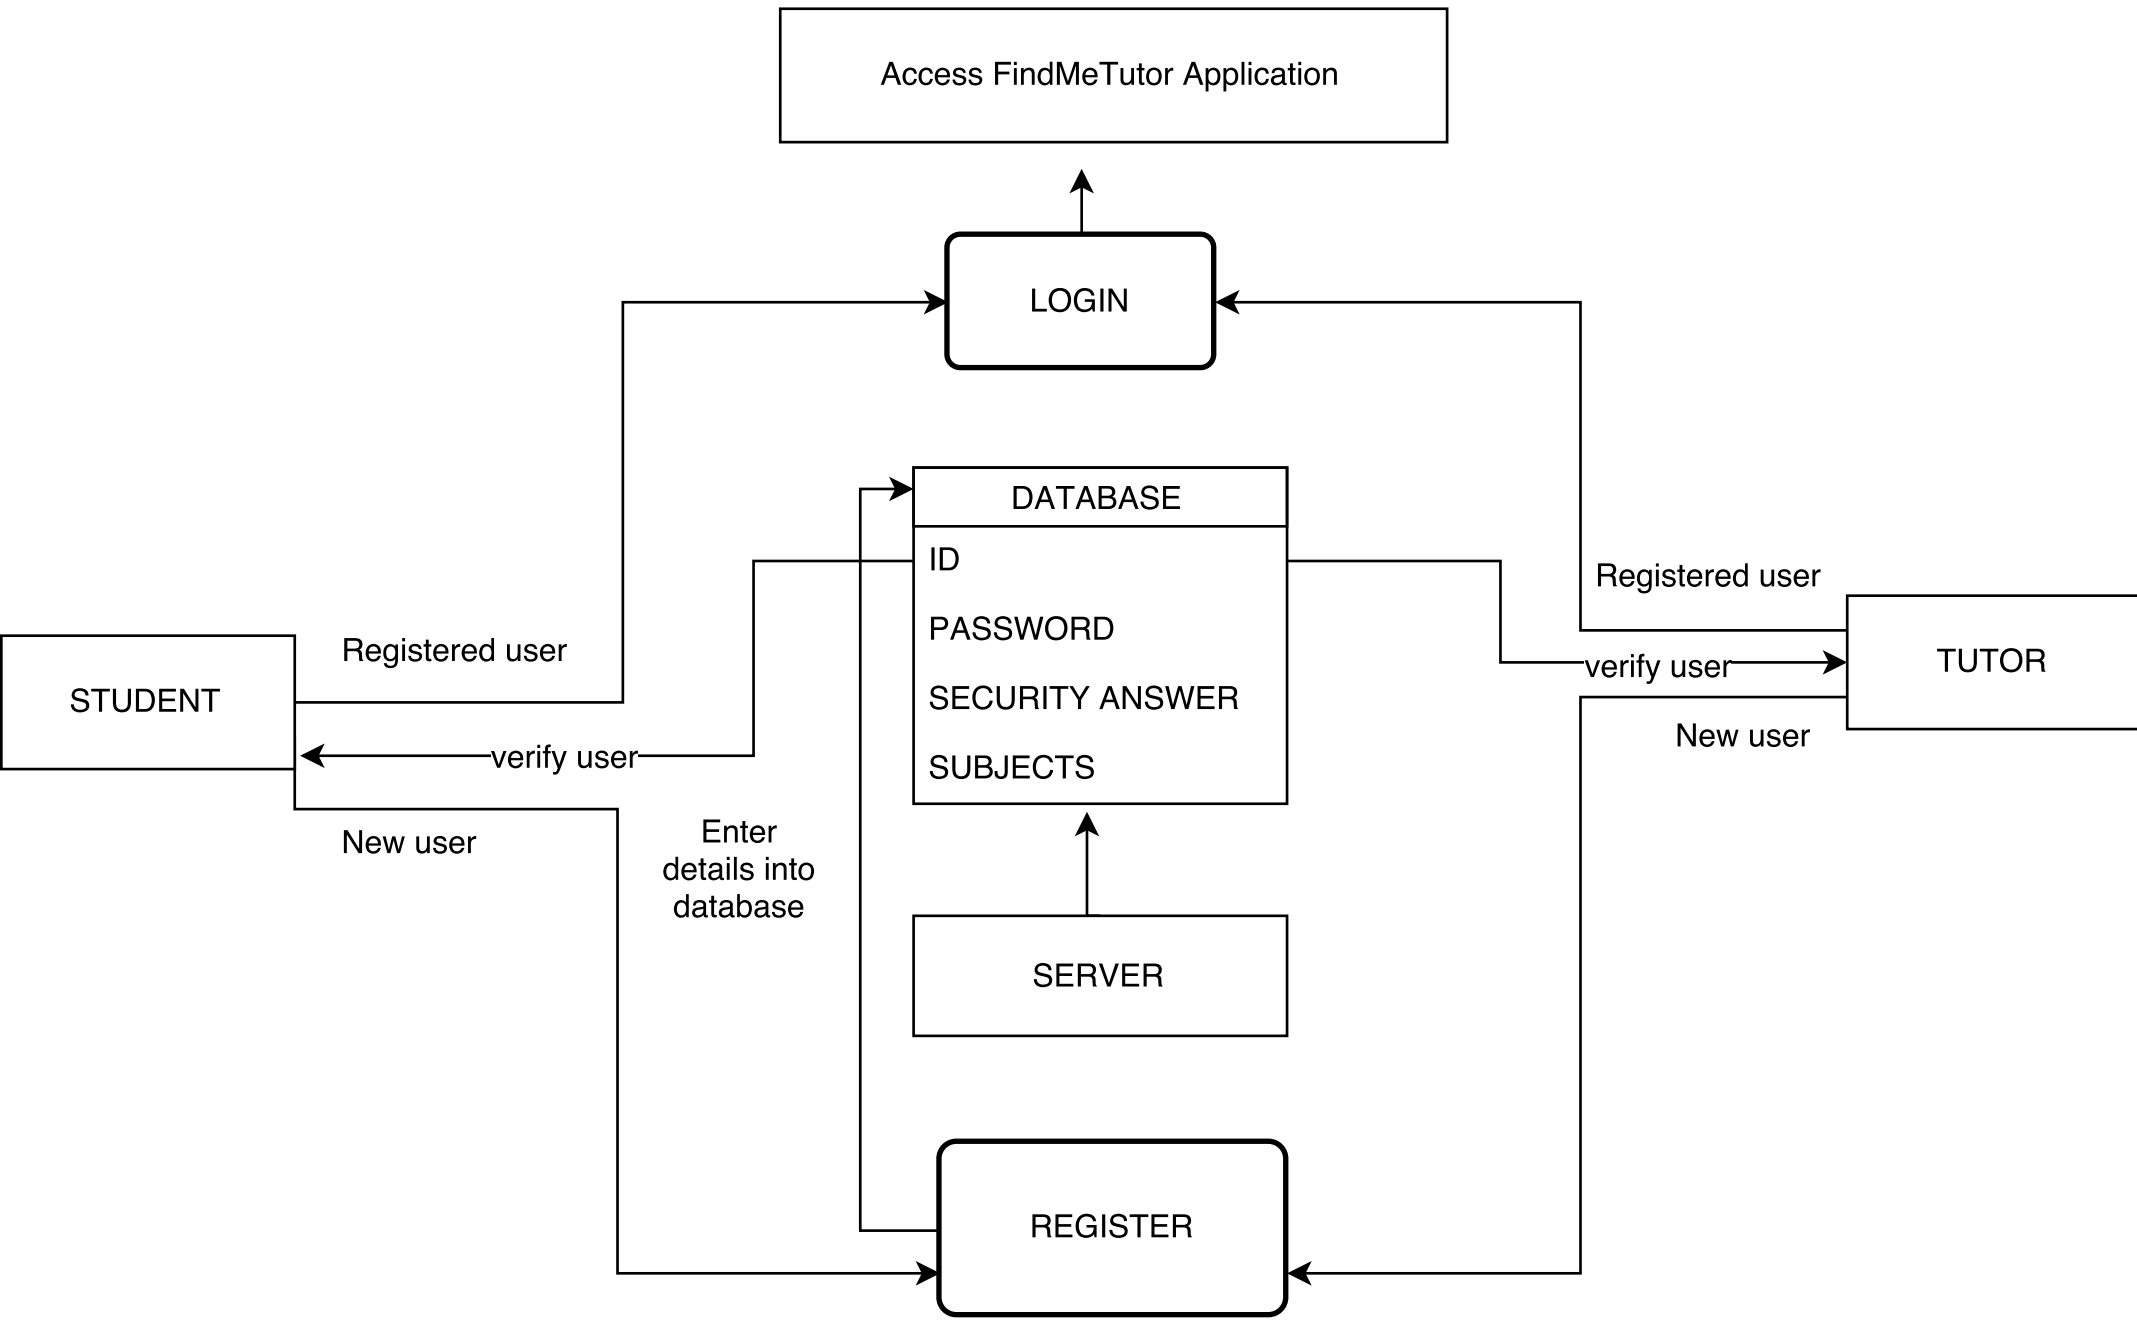 Access FindMeTutor Application
LOGIN
DATABASE
ID
PASSWORD
SECURITY ANSWER
SUBJECTS
Registered user
STUDENT
verify user
New user
Registered user
verify user
TUTOR
New user
Enter
details into
database
SERVER
REGISTER